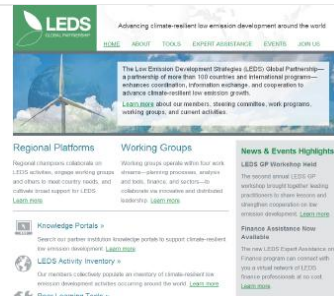 LEDS
GLOBAL PARTNERSHIP
Advancing climate-resilient low emission development around the world
HOME ABOUT TOOLS EXPERT ASSISTANCE EVENTS JOIN US
The Low Emission Development Strategies (LEDS) Global Partnership—
a partnership of more than 100 countries and international programs—
enhances coordination, information exchange, and cooperation to
advance climate-resilient low emission growth.
Learn more about our members, steering committee, work programs,
working groups, and current activities.
Regional Platforms
Regional champions collaborate on
LEDS activities, engage working groups
and others to meet country needs, and
cultivate broad support for LEDS.
Learn more.
Working Groups
Working groups operate within four work
streams—planning processes, analysis
and tools, finance, and sectors—to
collaborate via innovative and distributed
leadership. Learn more.
News & Events Highlights
LEDS GP Workshop Held
The second annual LEDS GP
workshop brought together leading
practitioners to share lessons and
strengthen cooperation on low
emission development. Learn more.
Finance Assistance Now
Available
The new LEDS Expert Assistance on
Finance program can connect with
you a virtual network of LEDS
finance professionals at no cost.
Learn more.
Knowledge Portals »
Search our partner institution knowledge portals to support climate-resilient
low emission development. Learn more.
LEDS Activity Inventory »
Our members collectively populate an inventory of climate-resilient low
emission development activities occurring around the world. Learn more.